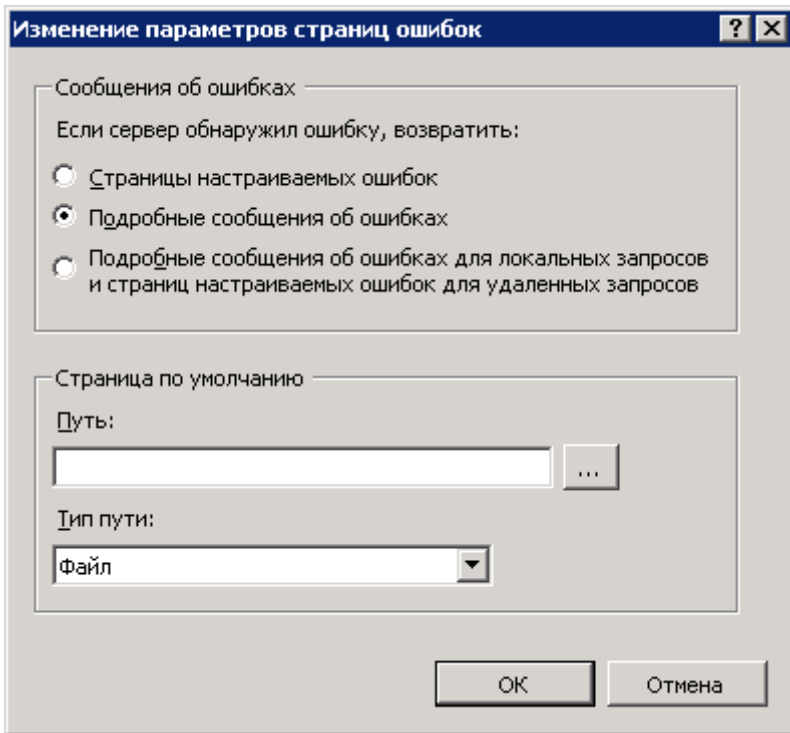 Изменение параметров страниц ошибок
Сообщения об ошибках
Если сервер обнаружил ошибку, возвратить:
Страницы настраиваемых ошибок
Подробные сообщения об ошибках
Подробные сообщения об ошибках для локальных запросов
и страниц настраиваемых ошибок для удаленных запросов
Страница по умолчанию
Путь:
...
Тип пути:
Файл
ОК
Отмена